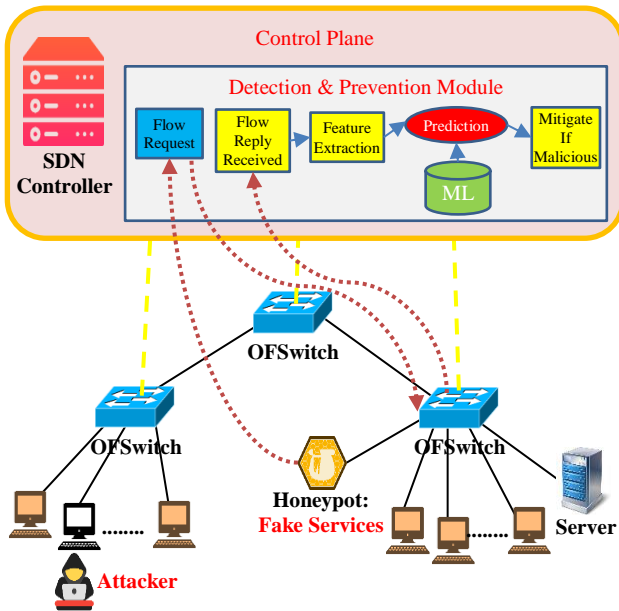 Control Plane
Detection & Prevention Module
Flow
Request
Flow
Reply
Received
Feature
Extraction
Prediction
Mitigate
If
Malicious
ML
SDN
Controller
OFSwitch
OFSwitch
OFSwitch
Honeypot:
Fake Services
Server
Attacker